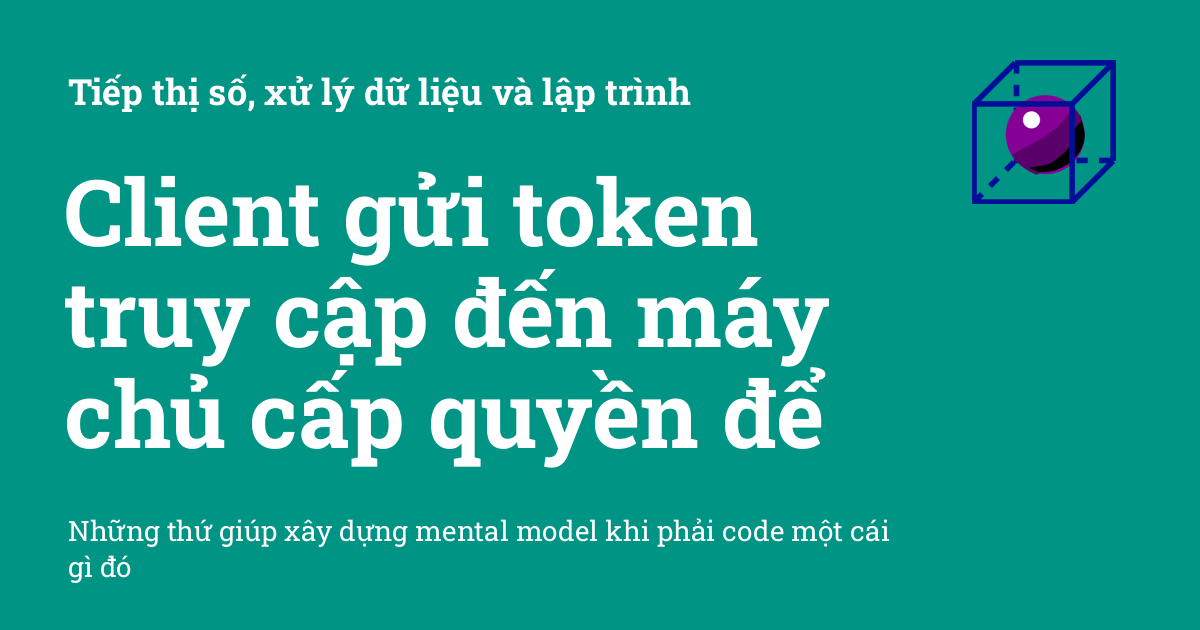 Tiếp thị số, xử lý dữ liệu và lập trình
Client gửi token
truy cập đến máy
chủ cấp quyền để
Những thứ giúp xây dựng mental model khi phải code một cái
gì đó